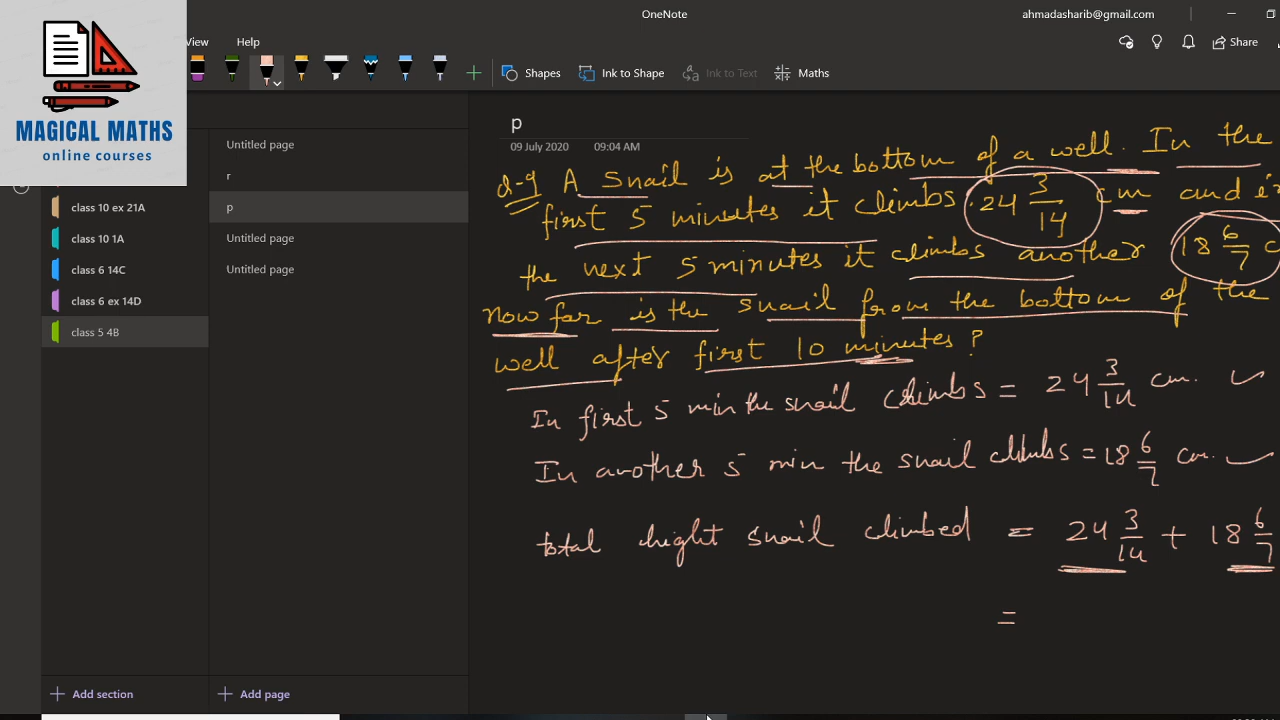 OneNote
ahmadasharib@gmail.com
View Help
Share
Shapes
Ink to Shape
Ink to Text
Maths
MAGICAL MATHS
online courses
class 10 ex 21A
class 10 1A
class 6 14C
class 6 ex 14D
class 5 4B
Untitled page
r
p
Untitled page
Untitled page
Add section
Add page
p
09 July 2020 09:04 AM
Q-9 A snail is at the bottom of a well. In the
first 5 minutes it climbs 24 3/14 cm and i
the next 5 minutes it climbs another 18 6/7 c
now far is the snail from the bottom of the
well after first 10 minutes?
In first 5 min the snail climbs = 24 3/14 cm.
In another 5 min the snail climbs = 18 6/7 cm.
total hight snail climbed = 24 3/14 + 18 6/7
=